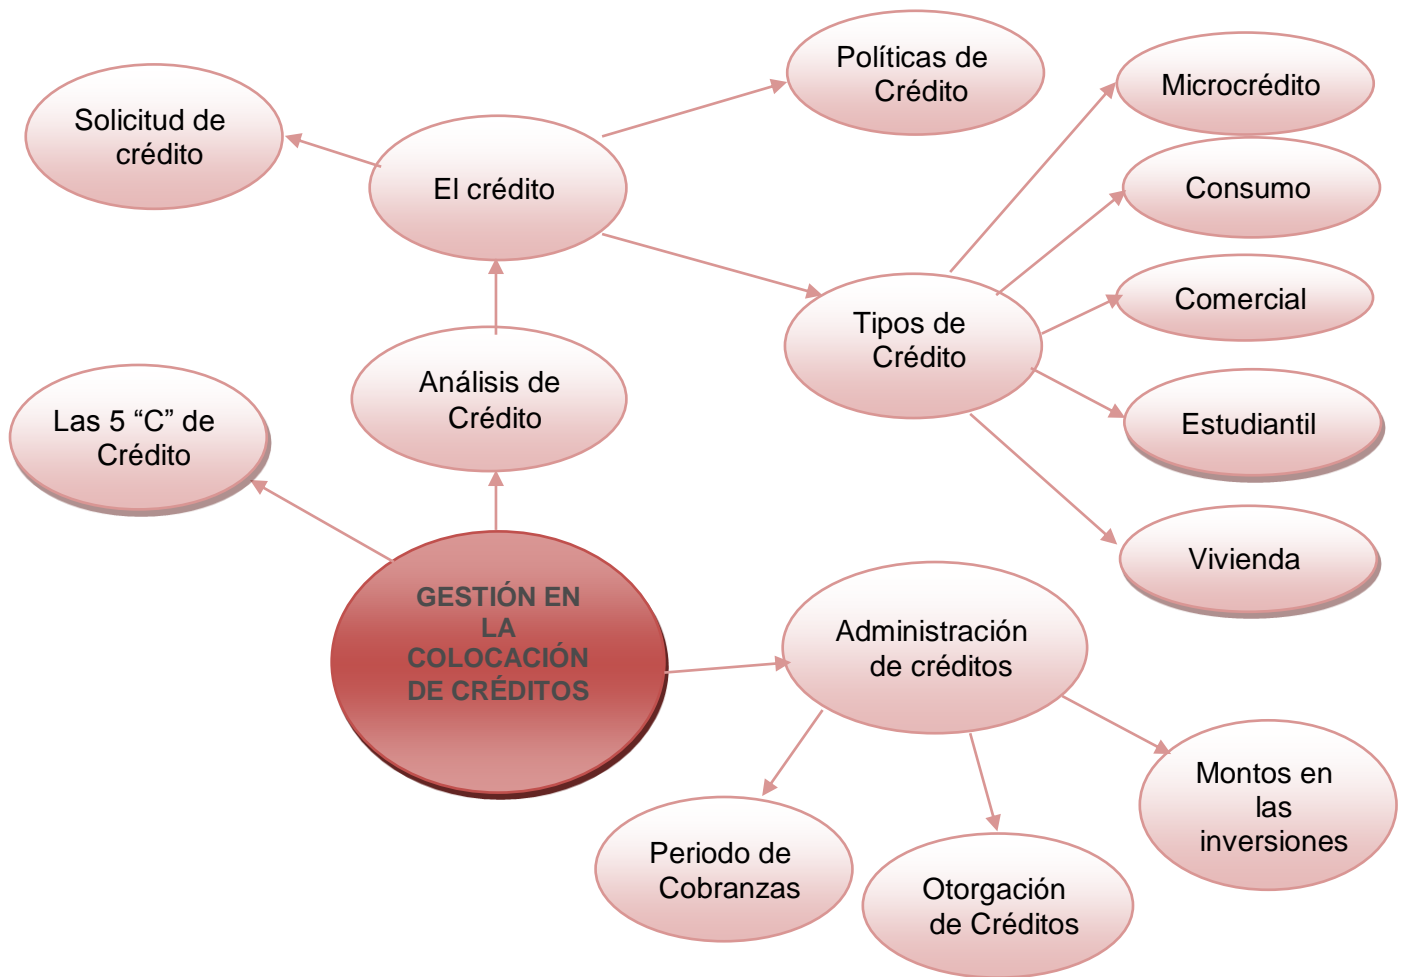 Políticas de
Crédito
Microcrédito
Solicitud de
crédito
El crédito
Consumo
Comercial
Tipos de
Crédito
Análisis de
Crédito
Las 5 “C” de
Crédito
Estudiantil
Vivienda
GESTIÓN EN
LA
COLOCACIÓN
DE CRÉDITOS
Administración
de créditos
Montos en
las
inversiones
Periodo de
Cobranzas
Otorgación
de Créditos